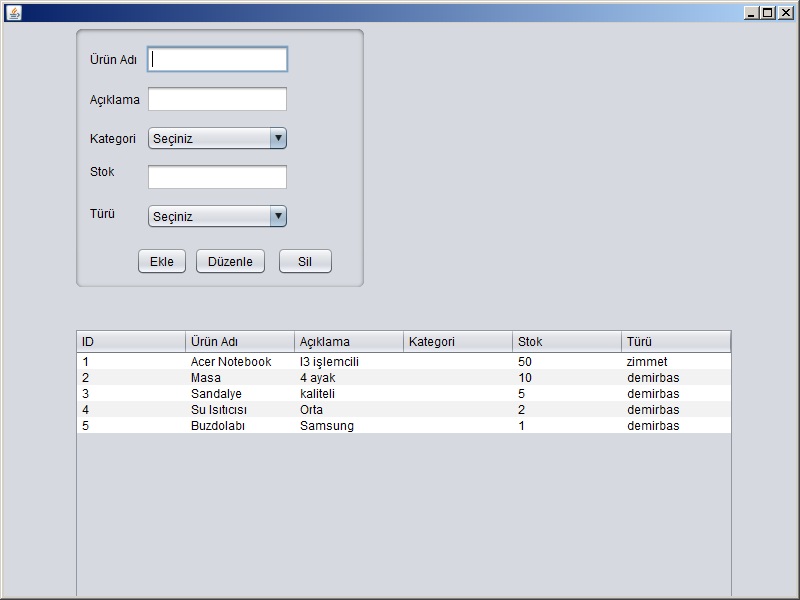 Ürün Adı
Açıklama
Kategori Seçiniz
Stok
Türü Seçiniz
Ekle Düzenle Sil
ID Ürün Adı Açıklama Kategori Stok Türü
1 Acer Notebook I3 işlemcili 50 zimmet
2 Masa 4 ayak 10 demirbas
3 Sandalye kaliteli 5 demirbas
4 Su Isıtıcısı Orta 2 demirbas
5 Buzdolabı Samsung 1 demirbas